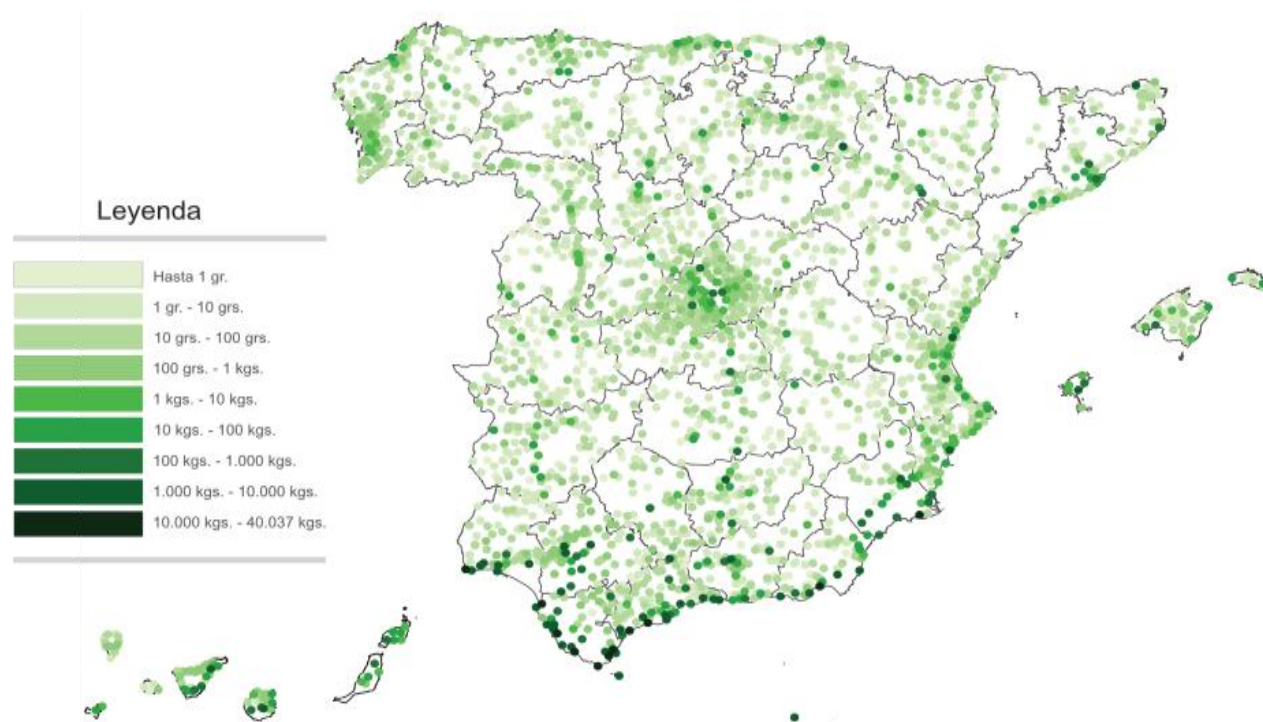 Leyenda
Hasta 1 gr.
1 gr. - 10 grs.
10 grs. - 100 grs.
100 grs. - 1 kgs.
1 kgs. - 10 kgs.
10 kgs. - 100 kgs.
100 kgs. - 1.000 kgs.
1.000 kgs. - 10.000 kgs.
10.000 kgs. - 40.037 kgs.